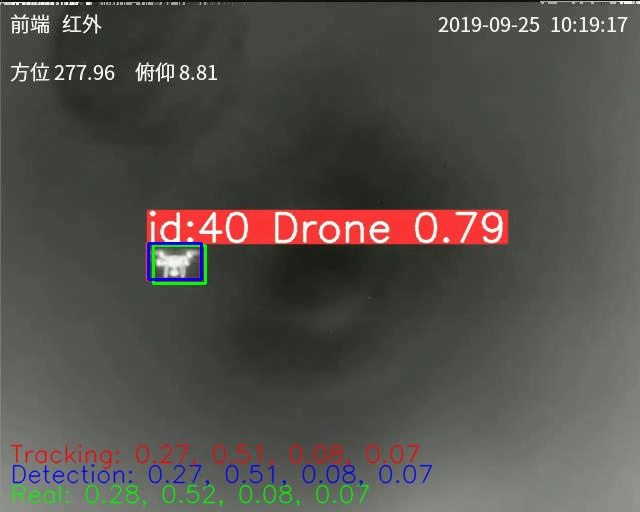 前端 红外 2019-09-25 10:19:17
方位 277.96 俯仰 8.81
id:40 Drone 0.79
Tracking: 0.27, 0.51, 0.08, 0.07
Detection: 0.27, 0.51, 0.08, 0.07
Real: 0.28, 0.52, 0.08, 0.07